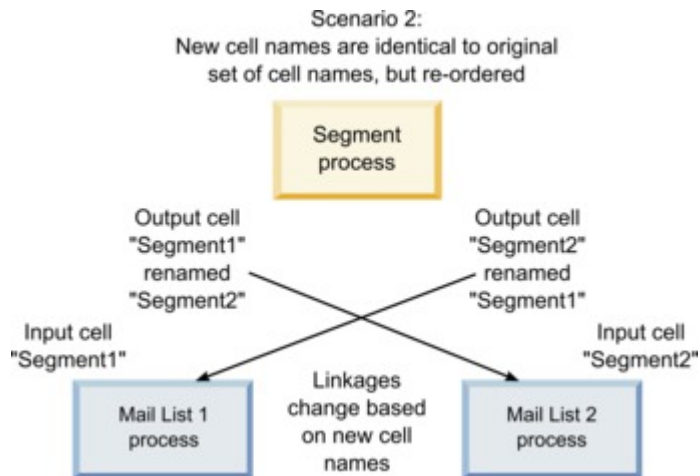 Scenario 2:
New cell names are identical to original
set of cell names, but re-ordered
Segment
process
Output cell
"Segment1"
renamed
"Segment2"
Output cell
"Segment2"
renamed
"Segment1"
Input cell
"Segment1"
Input cell
"Segment2"
Mail List 1
process
Linkages
change based
on new cell
names
Mail List 2
process